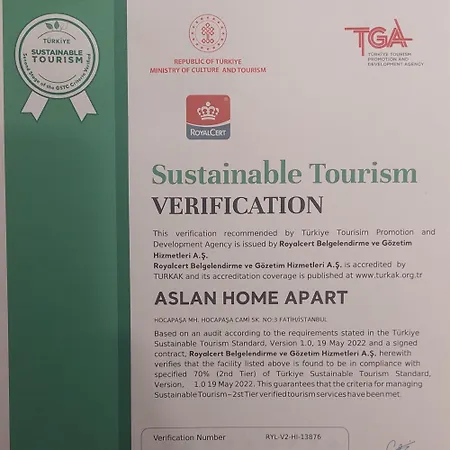 TÜRKİYE
SUSTAINABLE
TOURISM
Second Stage of the GSTC Criteria Verified
REPUBLIC OF TÜRKİYE
MINISTRY OF CULTURE AND TOURISM
TGA
TÜRKİYE TOURISM
PROMOTION AND
DEVELOPMENT AGENCY
ROYALCERT
Sustainable Tourism
VERIFICATION
This verification recommended by Türkiye Tourisim Promotion and
Development Agency is issued by Royalcert Belgelendirme ve Gözetim
Hizmetleri A.Ş.
Royalcert Belgelendirme ve Gözetim Hizmetleri A.Ş. is accredited by
TURKAK and its accreditation coverage is published at www.turkak.org.tr
ASLAN HOME APART
HOCAPAŞA MH. HOCAPAŞA CAMİ SK. NO:3 FATİH/İSTANBUL
Based on an audit according to the requirements stated in the Türkiye
Sustainable Tourism Standard, Version 1.0, 19 May 2022 and a signed
contract, Royalcert Belgelendirme ve Gözetim Hizmetleri A.Ş. herewith
verifies that the facility listed above is found to be in compliance with
specified 70% (2nd Tier) of Türkiye Sustainable Tourism Standard,
Version, 1.0 19 May 2022. This guarantees that the criteria for managing
Sustainable Tourism-2st Tier verified tourism services have been met.
Verification Number RYL-V2-HI-13876